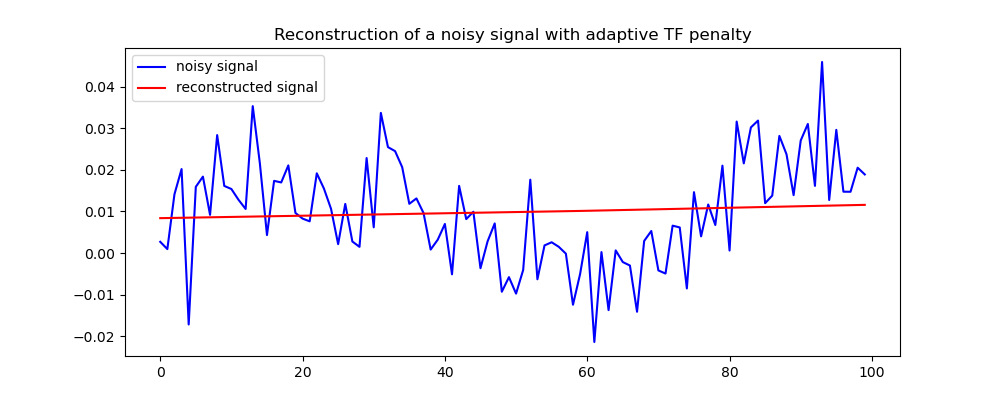 Reconstruction of a noisy signal with adaptive TF penalty
noisy signal
reconstructed signal
0.04
0.03
0.02
0.01
0.00
−0.01
−0.02
0 20 40 60 80 100